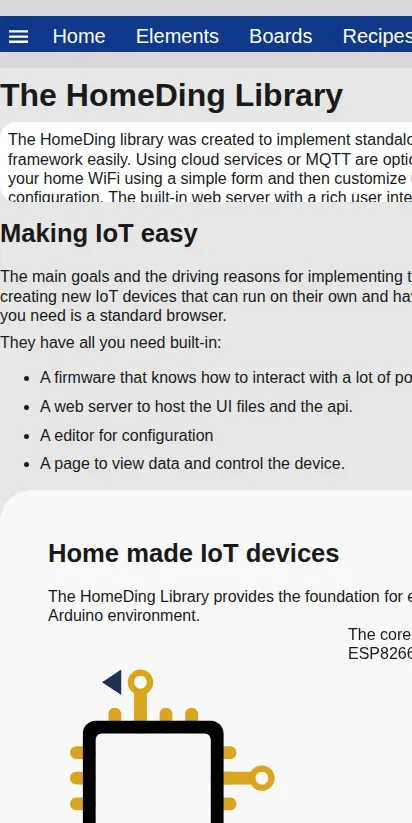 Home Elements Boards Recipes
The HomeDing Library
The HomeDing library was created to implement
framework easily. Using cloud services or MQTT are
your home WiFi using a simple form and then customize
configuration. The built-in web server with a rich user
Making IoT easy
The main goals and the driving reasons for implementing
creating new IoT devices that can run on their own and
you need is a standard browser.
They have all you need built-in:
A firmware that knows how to interact with a lot of
A web server to host the UI files and the api.
A editor for configuration
A page to view data and control the device.
Home made IoT devices
The HomeDing Library provides the foundation for
Arduino environment.
The core
ESP8266